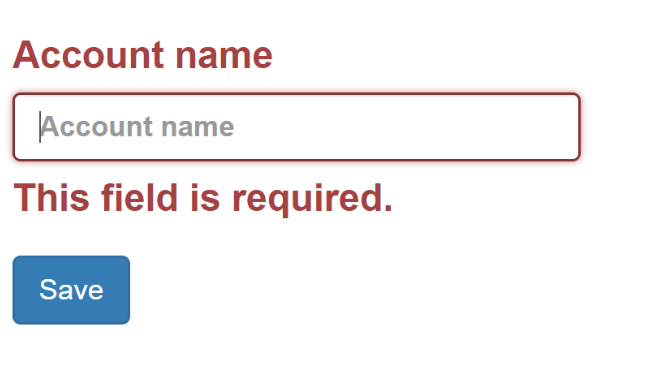 Account name
Account name
This field is required.
Save